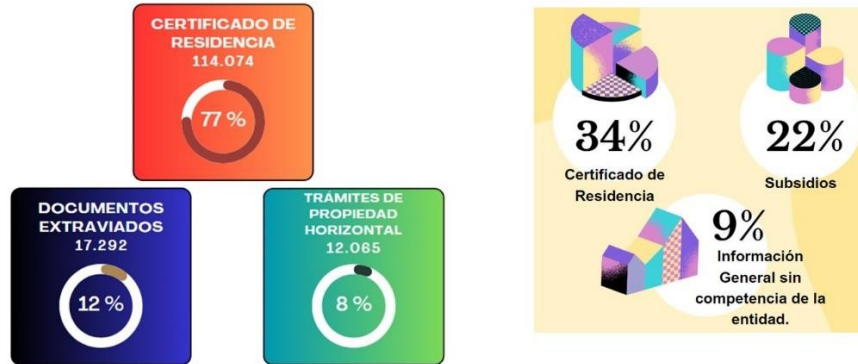 CERTIFICADO DE
RESIDENCIA
114.074
77 %
DOCUMENTOS
EXTRAVIADOS
17.292
12 %
TRÁMITES DE
PROPIEDAD
HORIZONTAL
12.065
8 %
34%
Certificado de
Residencia
22%
Subsidios
9%
Información
General sin
competencia de la
entidad.